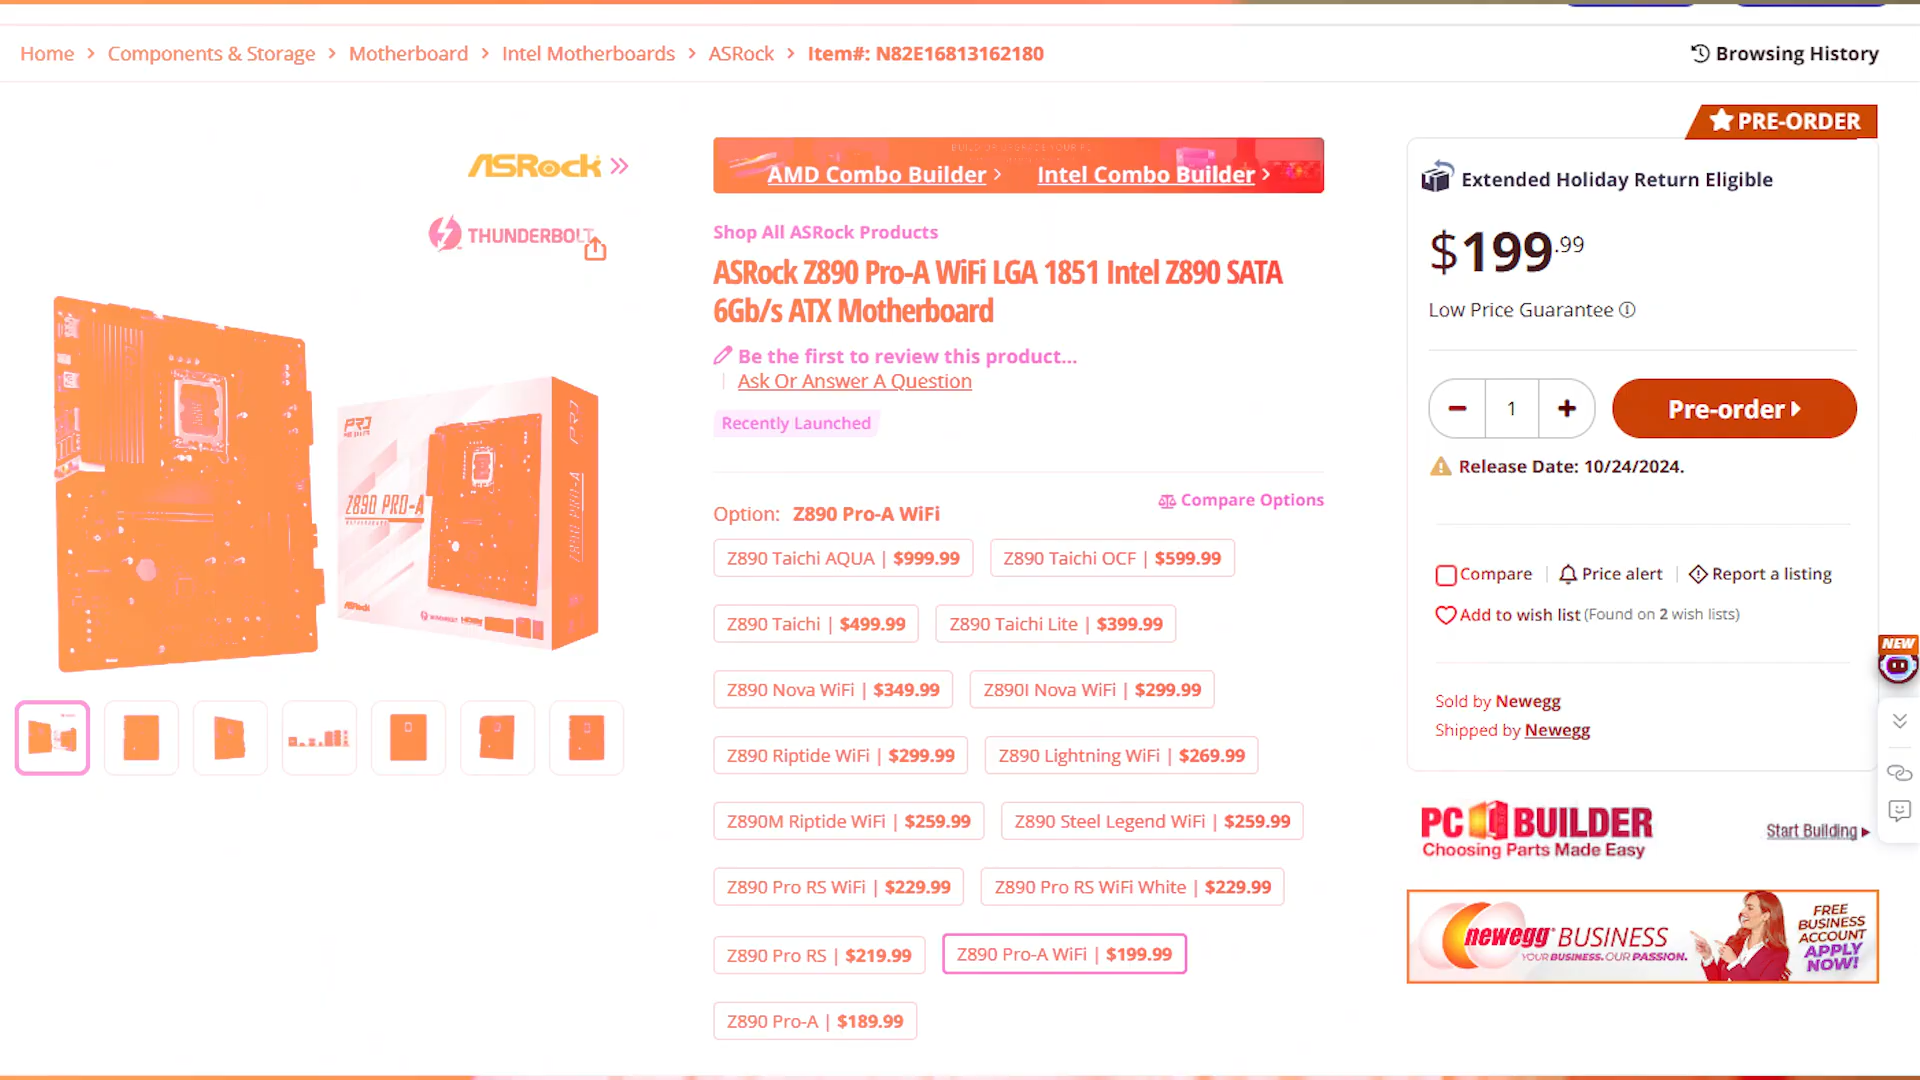 Home > Components & Storage > Motherboard > Intel Motherboards > ASRock > Item#: N82E16813162180
Browsing History
ASRock
THUNDERBOLT
PRO
Z890 PRO-A
ASRock
AMD Combo Builder >
Intel Combo Builder >
Shop All ASRock Products
ASRock Z890 Pro-A WiFi LGA 1851 Intel Z890 SATA
6Gb/s ATX Motherboard
Be the first to review this product...
Ask Or Answer A Question
Recently Launched
Compare Options
Option: Z890 Pro-A WiFi
Z890 Taichi AQUA | $999.99
Z890 Taichi OCF | $599.99
Z890 Taichi | $499.99
Z890 Taichi Lite | $399.99
Z890 Nova WiFi | $349.99
Z890I Nova WiFi | $299.99
Z890 Riptide WiFi | $299.99
Z890 Lightning WiFi | $269.99
Z890M Riptide WiFi | $259.99
Z890 Steel Legend WiFi | $259.99
Z890 Pro RS WiFi | $229.99
Z890 Pro RS WiFi White | $229.99
Z890 Pro RS | $219.99
Z890 Pro-A WiFi | $199.99
Z890 Pro-A | $189.99
PRE-ORDER
Extended Holiday Return Eligible
$199.99
Low Price Guarantee
1
Pre-order
Release Date: 10/24/2024.
Compare
Price alert
Report a listing
Add to wish list (Found on 2 wish lists)
Sold by Newegg
Shipped by Newegg
NEW
PC BUILDER
Choosing Parts Made Easy
Start Building
newegg BUSINESS
YOUR BUSINESS. OUR PASSION.
FREE
BUSINESS
ACCOUNT
APPLY
NOW!